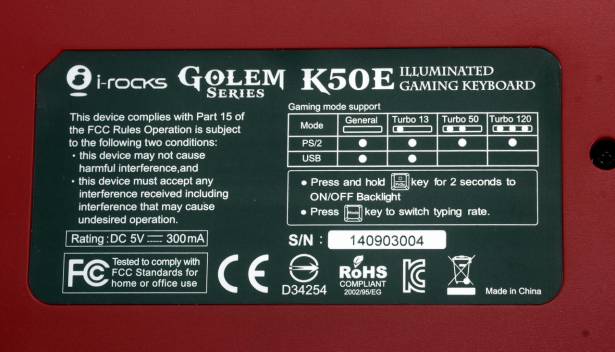 i-rocks GOLEM SERIES K50E ILLUMINATED GAMING KEYBOARD
This device complies with Part 15 of
the FCC Rules Operation is subject
to the following two conditions:
· this device may not cause
harmful interference,and
· this device must accept any
interference received including
interference that may cause
undesired operation.
Rating : DC 5V 300mA
FC Tested to comply with
FCC Standards for
home or office use
Gaming mode support
Mode General Turbo 13 Turbo 50 Turbo 120
PS/2 ● ● ● ●
USB ● ●
● Press and hold key for 2 seconds to
ON/OFF Backlight
● Press key to switch typing rate.
S/N : 140903004
CE
D34254
RoHS
COMPLIANT
2002/95/EG
Made in China